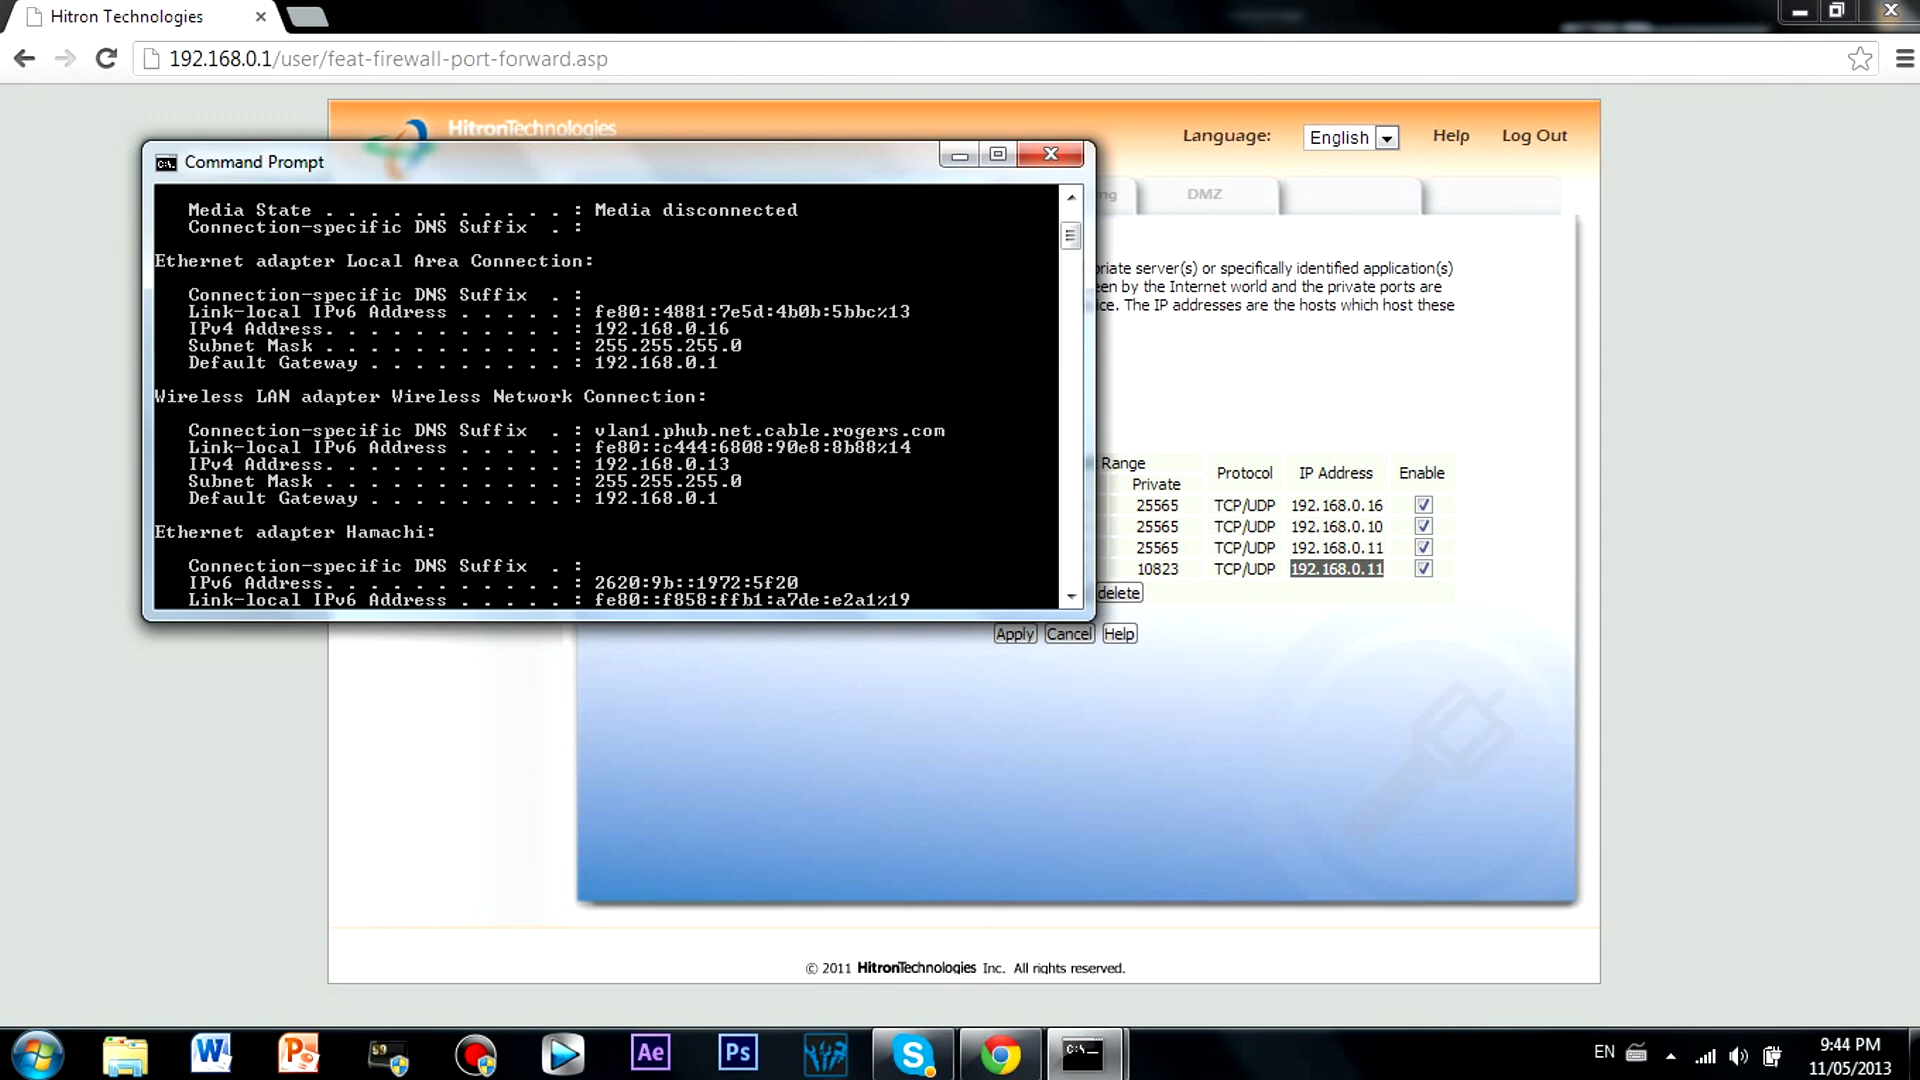 Hitron Technologies
192.168.0.1/user/feat-firewall-port-forward.asp
HitronTechnologies
Language: English Help Log Out
DMZ
Command Prompt
Media State . . . . . . . . . . . : Media disconnected
Connection-specific DNS Suffix . :
Ethernet adapter Local Area Connection:
Connection-specific DNS Suffix . :
Link-local IPv6 Address . . . . . : fe80::4881:7e5d:4b0b:5bbc%13
IPv4 Address. . . . . . . . . . . : 192.168.0.16
Subnet Mask . . . . . . . . . . . : 255.255.255.0
Default Gateway . . . . . . . . . : 192.168.0.1
Wireless LAN adapter Wireless Network Connection:
Connection-specific DNS Suffix . : vlan1.phub.net.cable.rogers.com
Link-local IPv6 Address . . . . . : fe80::c444:6808:90e8:8b88%14
IPv4 Address. . . . . . . . . . . : 192.168.0.13
Subnet Mask . . . . . . . . . . . : 255.255.255.0
Default Gateway . . . . . . . . . : 192.168.0.1
Ethernet adapter Hamachi:
Connection-specific DNS Suffix . :
IPv6 Address. . . . . . . . . . . : 2620:9b::1972:5f20
Link-local IPv6 Address . . . . . : fe80::f858:ffb1:a7de:e2a1%19
server(s) or specifically identified application(s)
by the Internet world and the private ports are
The IP addresses are the hosts which host these
Range Protocol IP Address Enable
Private
25565 TCP/UDP 192.168.0.16
25565 TCP/UDP 192.168.0.10
25565 TCP/UDP 192.168.0.11
10823 TCP/UDP 192.168.0.11
delete
Apply Cancel Help
© 2011 HitronTechnologies Inc. All rights reserved.
Ae Ps
EN
9:44 PM
11/05/2013